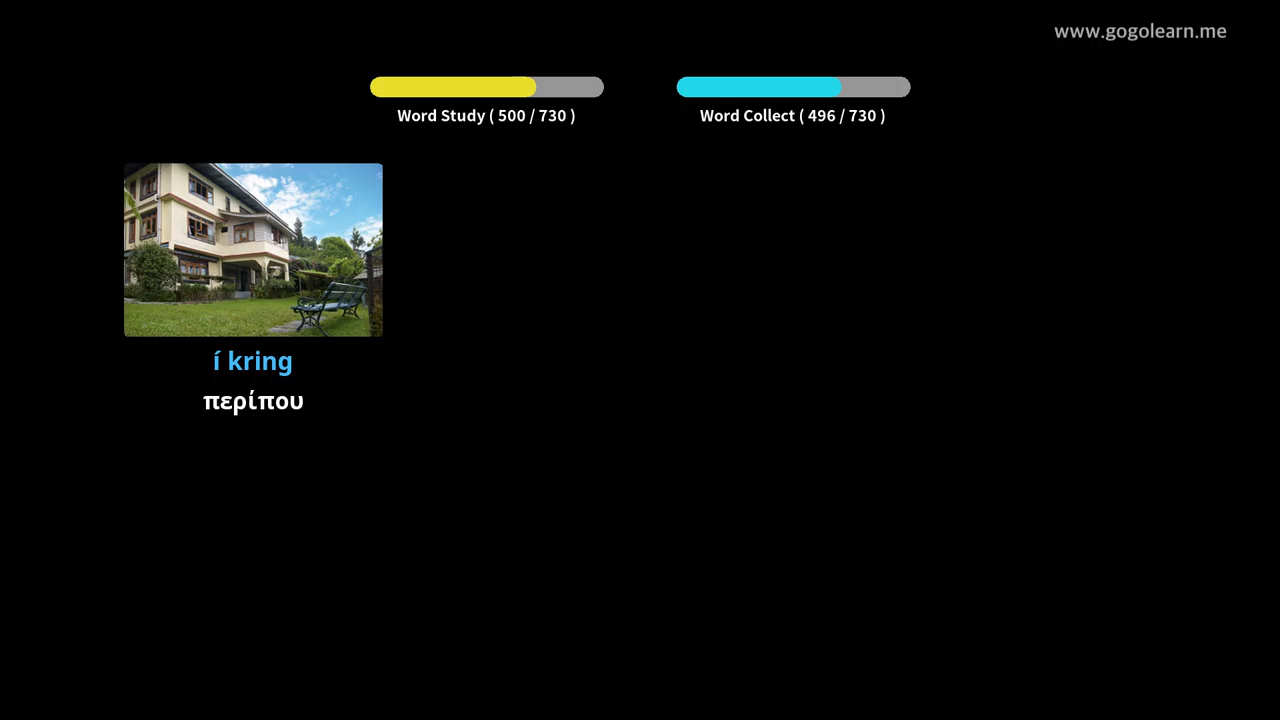 www.gogolearn.me
Word Study ( 500 / 730 )
Word Collect ( 496 / 730 )
í kring
περίπου